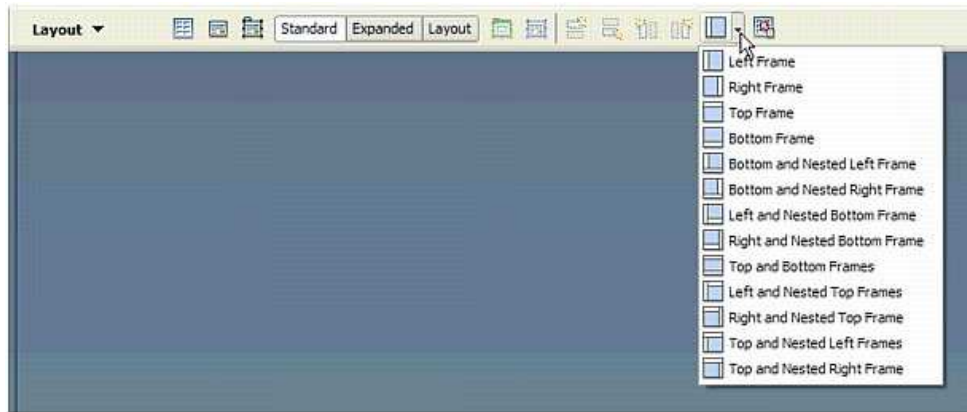 Layout Standard Expanded Layout
Left Frame
Right Frame
Top Frame
Bottom Frame
Bottom and Nested Left Frame
Bottom and Nested Right Frame
Left and Nested Bottom Frame
Right and Nested Bottom Frame
Top and Bottom Frames
Left and Nested Top Frames
Right and Nested Top Frame
Top and Nested Left Frames
Top and Nested Right Frame